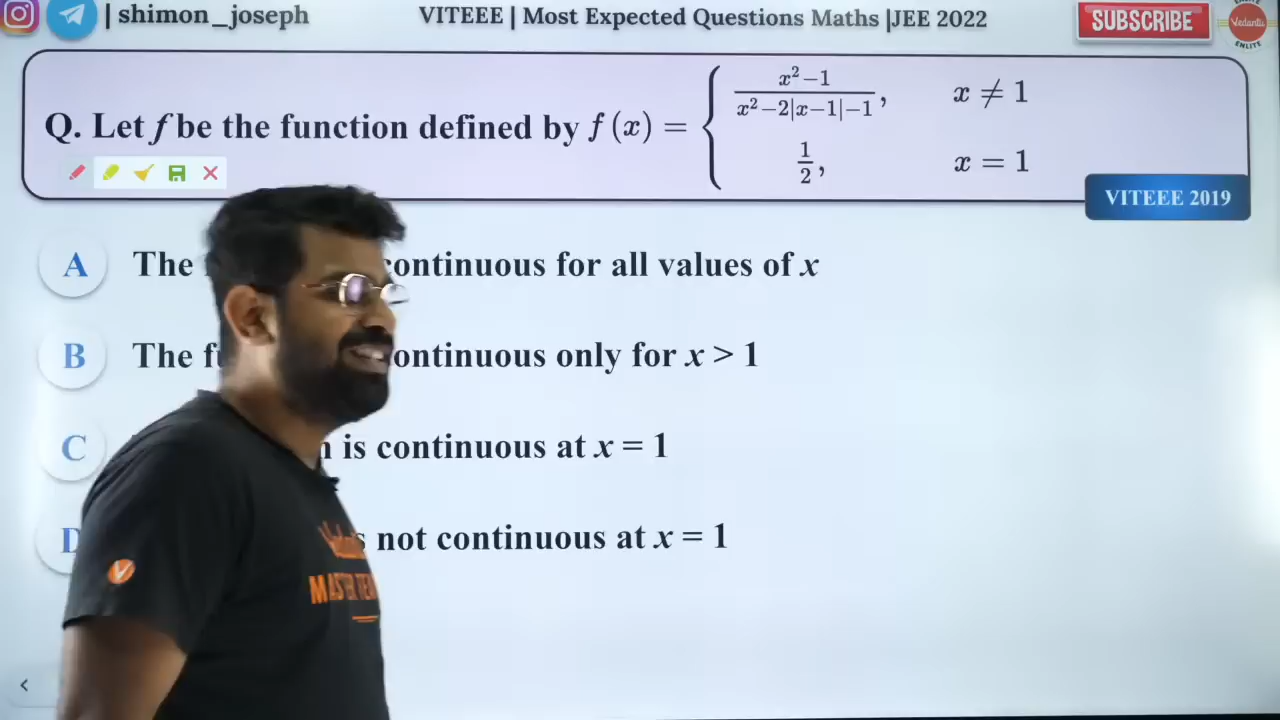 | shimon_joseph
VITEEE | Most Expected Questions Maths |JEE 2022
SUBSCRIBE
Vedantu
ENLITE
Q. Let f be the function defined by f (x) = { x² −1 / x² −2|x−1|−1 , x ≠ 1
1/2 , x = 1
VITEEE 2019
A The continuous for all values of x
B The continuous only for x > 1
C is continuous at x = 1
D not continuous at x = 1